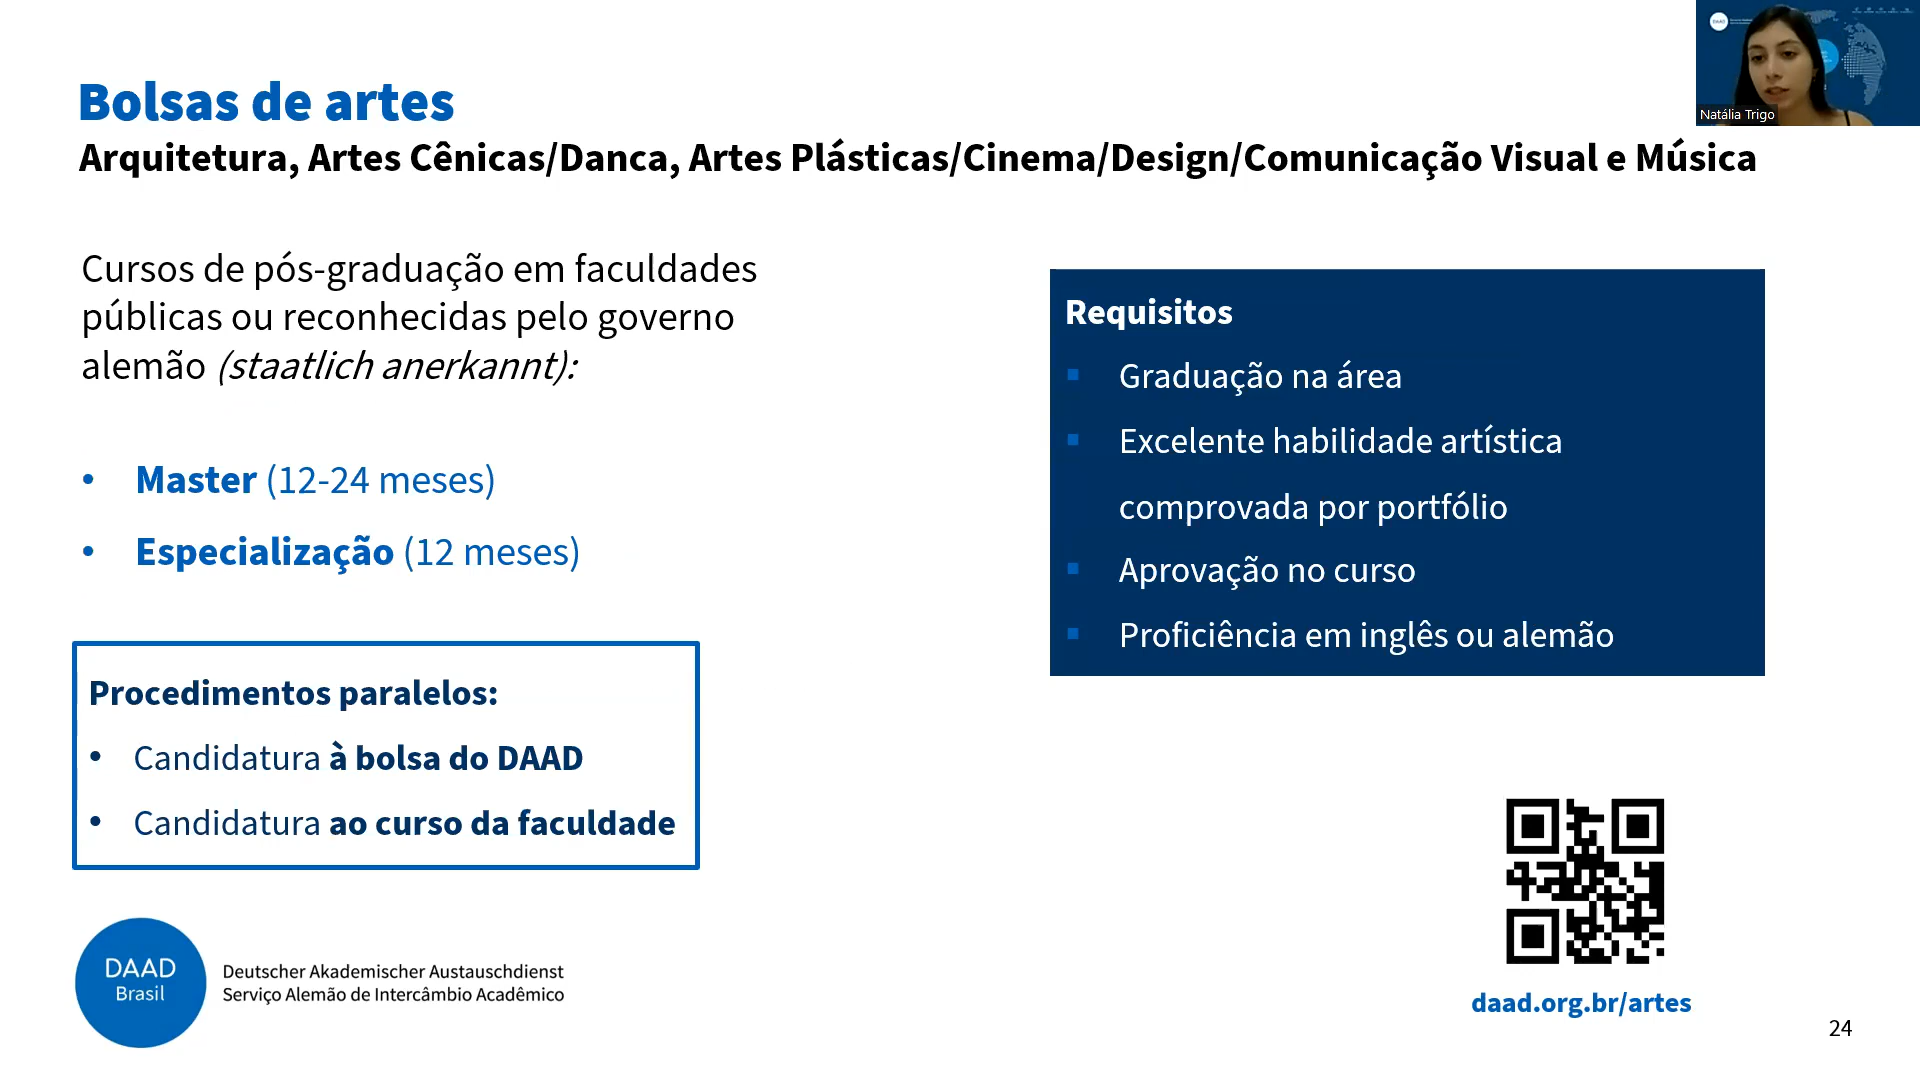 Bolsas de artes
Arquitetura, Artes Cênicas/Danca, Artes Plásticas/Cinema/Design/Comunicação Visual e Música
Natália Trigo
Cursos de pós-graduação em faculdades
públicas ou reconhecidas pelo governo
alemão (staatlich anerkannt):
• Master (12-24 meses)
• Especialização (12 meses)
Procedimentos paralelos:
• Candidatura à bolsa do DAAD
• Candidatura ao curso da faculdade
Requisitos
▪ Graduação na área
▪ Excelente habilidade artística
comprovada por portfólio
▪ Aprovação no curso
▪ Proficiência em inglês ou alemão
DAAD
Brasil
Deutscher Akademischer Austauschdienst
Serviço Alemão de Intercâmbio Acadêmico
daad.org.br/artes
24